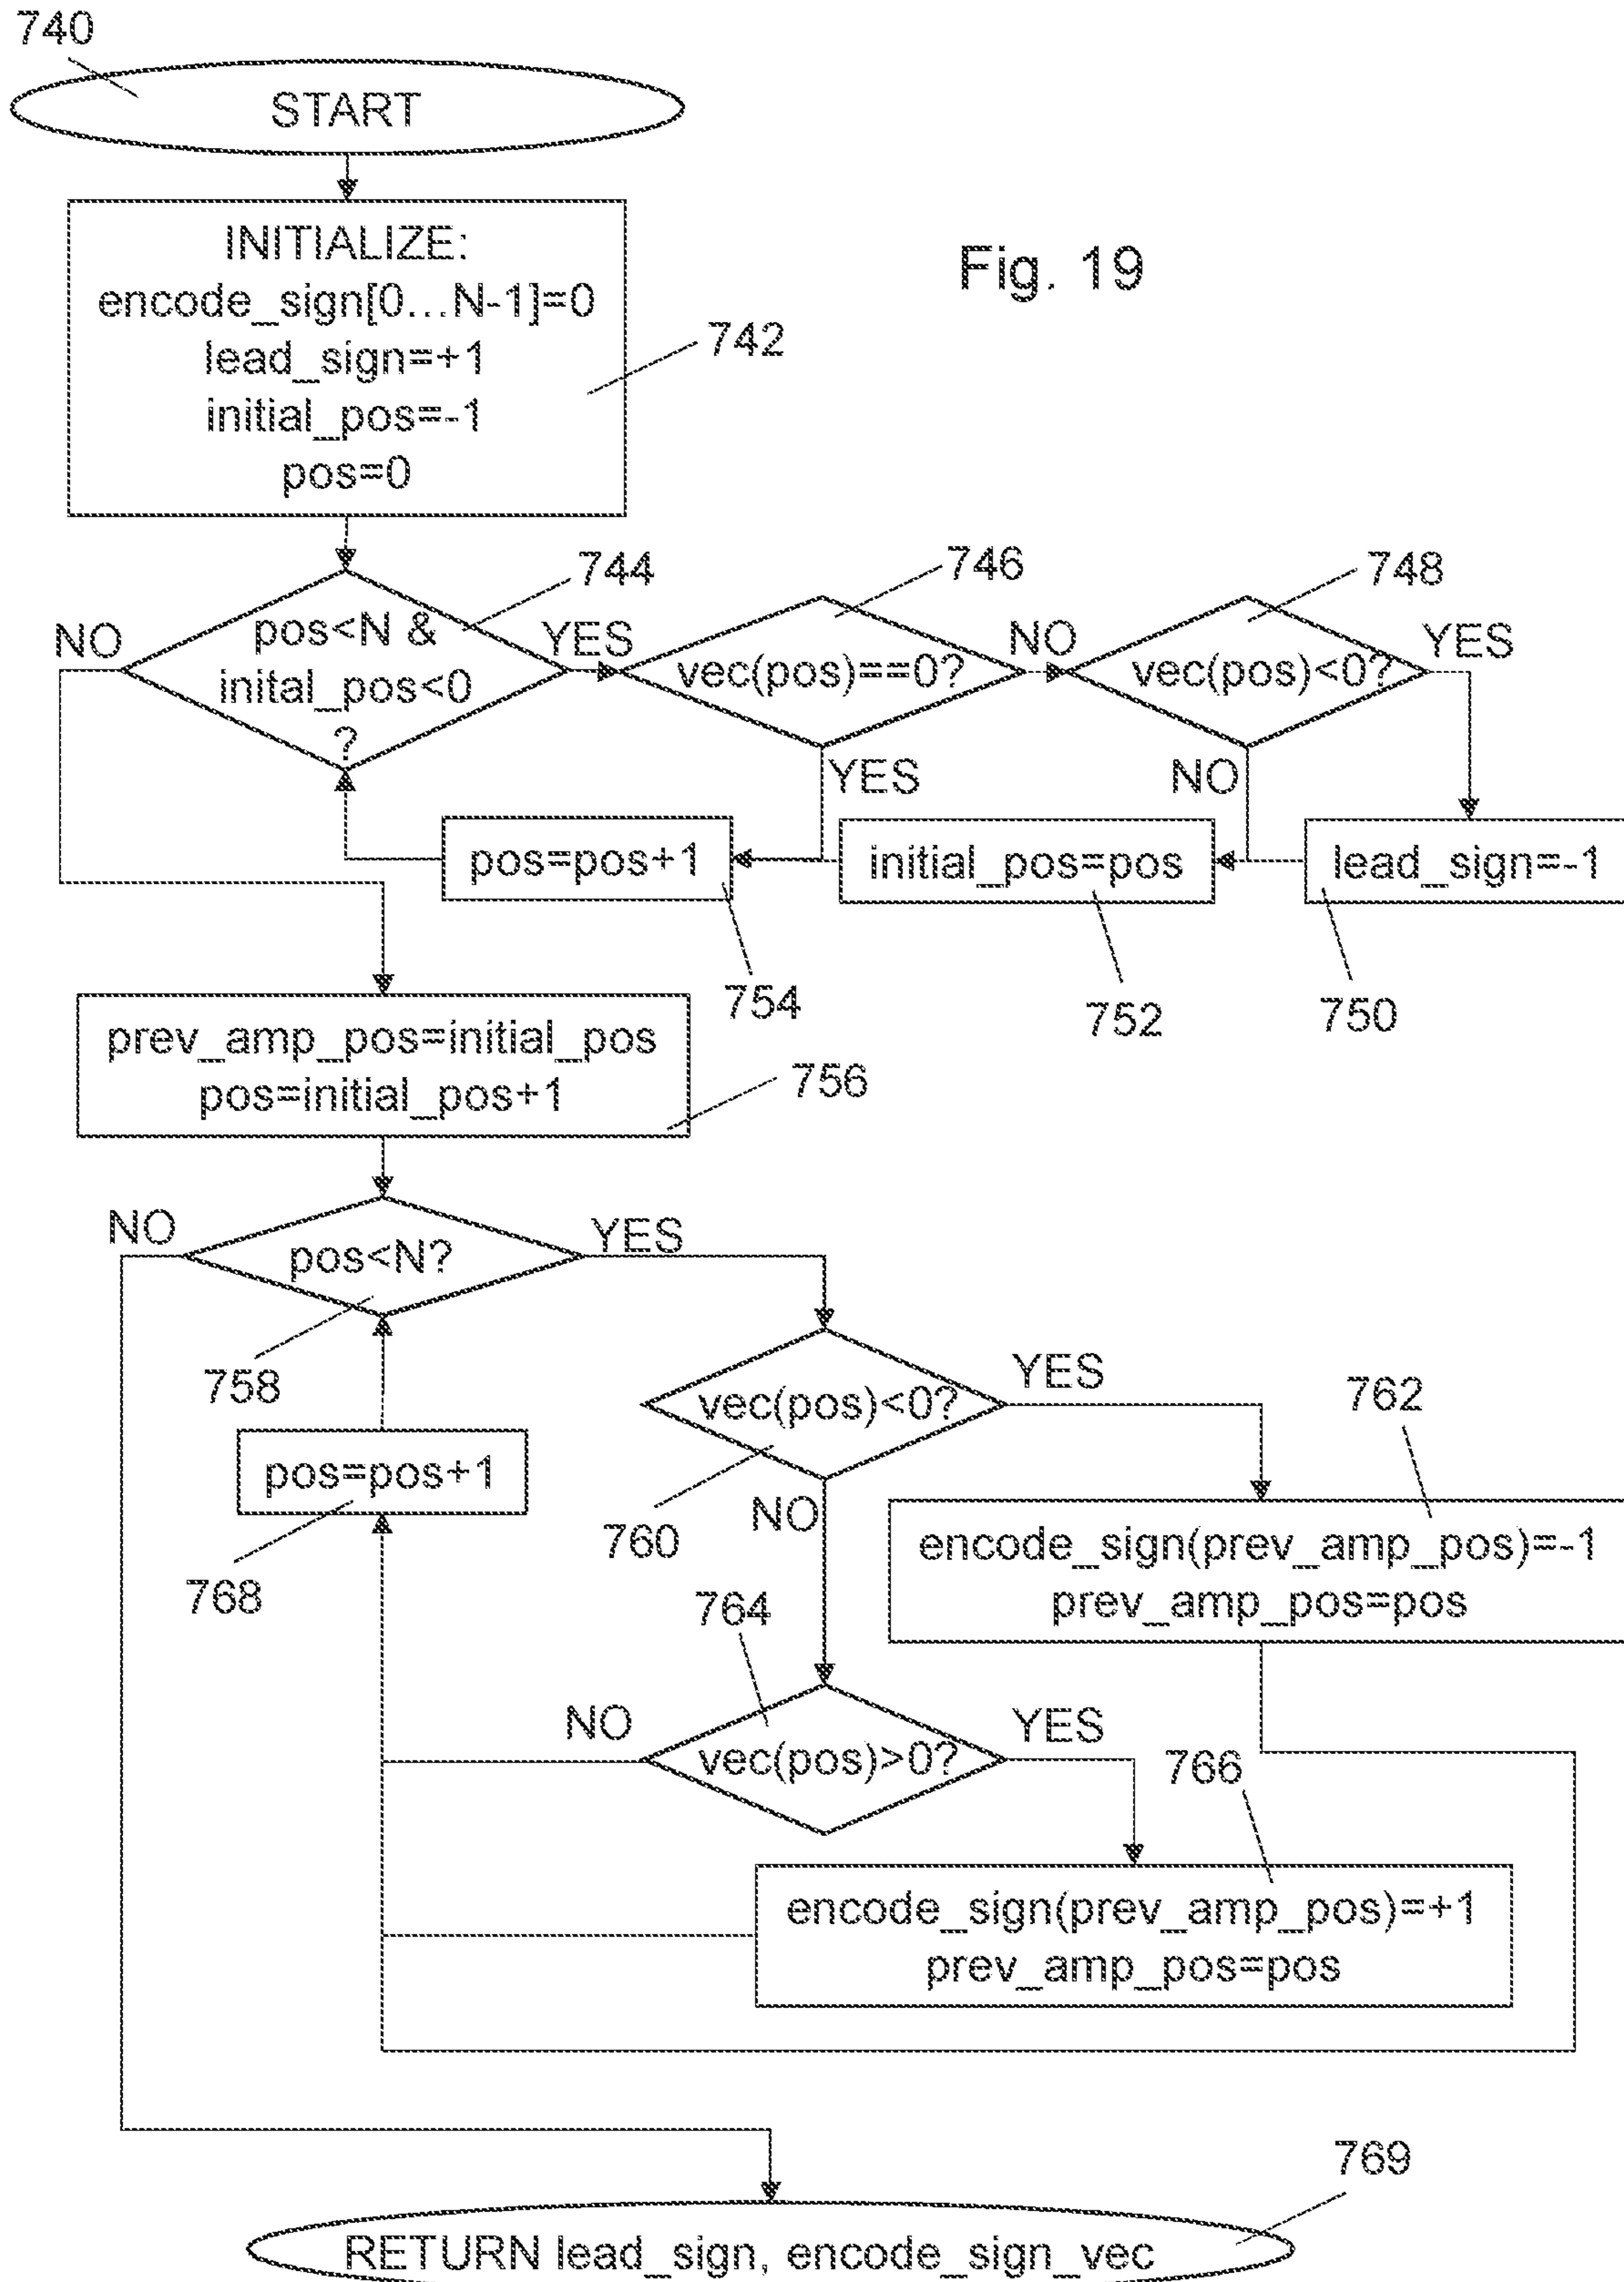 740
START
INITIALIZE:
encode_sign[0...N-1]=0
lead_sign=+1
initial_pos=-1
pos=0
742
Fig. 19
744
746
748
NO
pos<N &
inital_pos<0
?
YES
vec(pos)==0?
NO
vec(pos)<0?
YES
YES
NO
pos=pos+1
initial_pos=pos
lead_sign=-1
754
752
750
prev_amp_pos=initial_pos
pos=initial_pos+1
756
NO
pos<N?
YES
758
vec(pos)<0?
YES
762
pos=pos+1
760
NO
encode_sign(prev_amp_pos)=-1
prev_amp_pos=pos
768
764
NO
vec(pos)>0?
YES
766
encode_sign(prev_amp_pos)=+1
prev_amp_pos=pos
769
RETURN lead_sign, encode_sign_vec